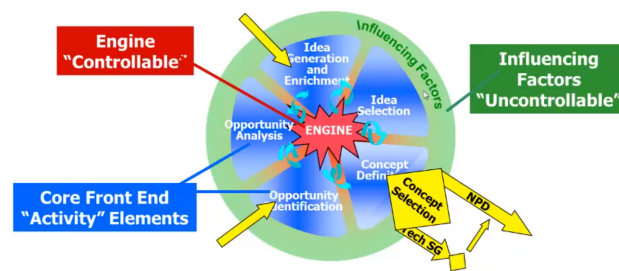 Engine
“Controllable”
Idea
Generation
and
Enrichment
Influencing Factors
Influencing
Factors
“Uncontrollable”
Idea
Selection
Opportunity
Analysis
ENGINE
Concept
Definition
Core Front End
“Activity” Elements
Opportunity
Identification
Concept
Selection
NPD
Tech SG